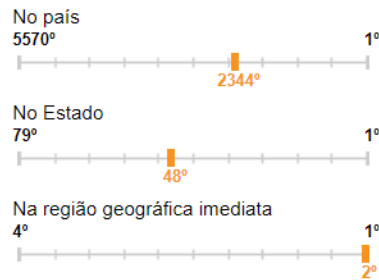 No país
5570º 1º
2344º
No Estado
79º 1º
48º
Na região geográfica imediata
4º 1º
2º